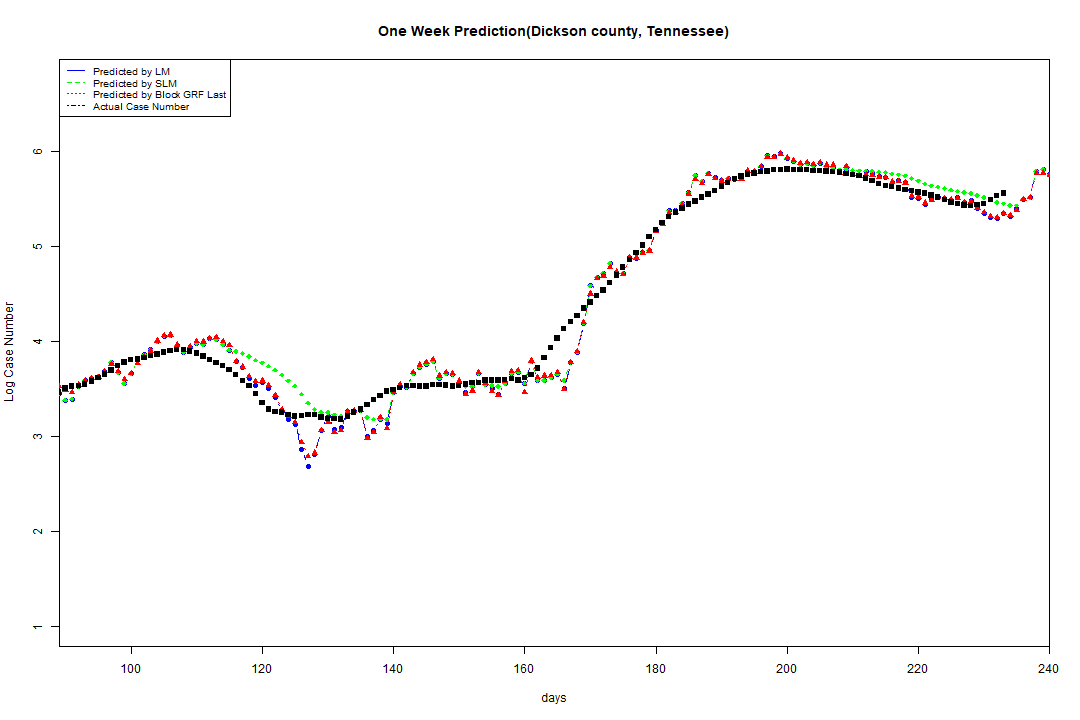 One Week Prediction(Dickson county, Tennessee)
Predicted by LM
Predicted by SLM
Predicted by Block GRF Last
Actual Case Number
6
5
4
3
2
1
Log Case Number
100 120 140 160 180 200 220 240
days